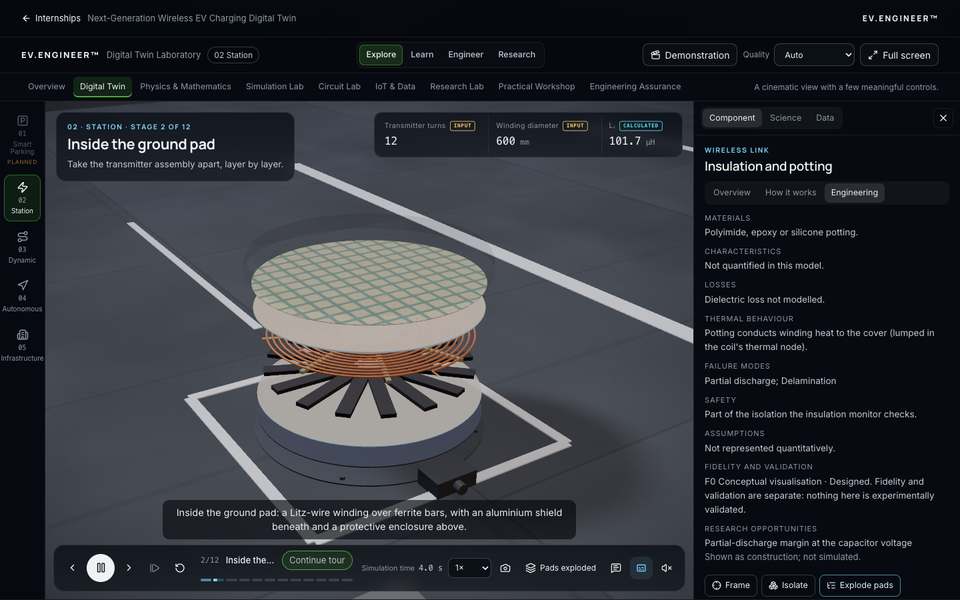 Internships Next-Generation Wireless EV Charging Digital Twin EV.ENGINEER™
EV.ENGINEER™ Digital Twin Laboratory 02 Station Explore Learn Engineer Research Demonstration Quality Auto Full screen
Overview Digital Twin Physics & Mathematics Simulation Lab Circuit Lab IoT & Data Research Lab Practical Workshop Engineering Assurance A cinematic view with a few meaningful controls.
01
Smart
Parking
PLANNED
02
Station
03
Dynamic
04
Autonomous
05
Infrastructure
02 · STATION · STAGE 2 OF 12
Inside the ground pad
Take the transmitter assembly apart, layer by layer.
Transmitter turns INPUT
12
Winding diameter INPUT
600 mm
L₁ CALCULATED
101.7 μH
Inside the ground pad: a Litz-wire winding over ferrite bars, with an aluminium shield
beneath and a protective enclosure above.
2/12 Inside the... Continue tour Simulation time 4.0 s 1× Pads exploded
Component Science Data
WIRELESS LINK
Insulation and potting
Overview How it works Engineering
MATERIALS
Polyimide, epoxy or silicone potting.
CHARACTERISTICS
Not quantified in this model.
LOSSES
Dielectric loss not modelled.
THERMAL BEHAVIOUR
Potting conducts winding heat to the cover (lumped in
the coil's thermal node).
FAILURE MODES
Partial discharge; Delamination
SAFETY
Part of the isolation the insulation monitor checks.
ASSUMPTIONS
Not represented quantitatively.
FIDELITY AND VALIDATION
F0 Conceptual visualisation · Designed. Fidelity and
validation are separate: nothing here is experimentally
validated.
RESEARCH OPPORTUNITIES
Partial-discharge margin at the capacitor voltage
Shown as construction; not simulated.
Frame Isolate Explode pads